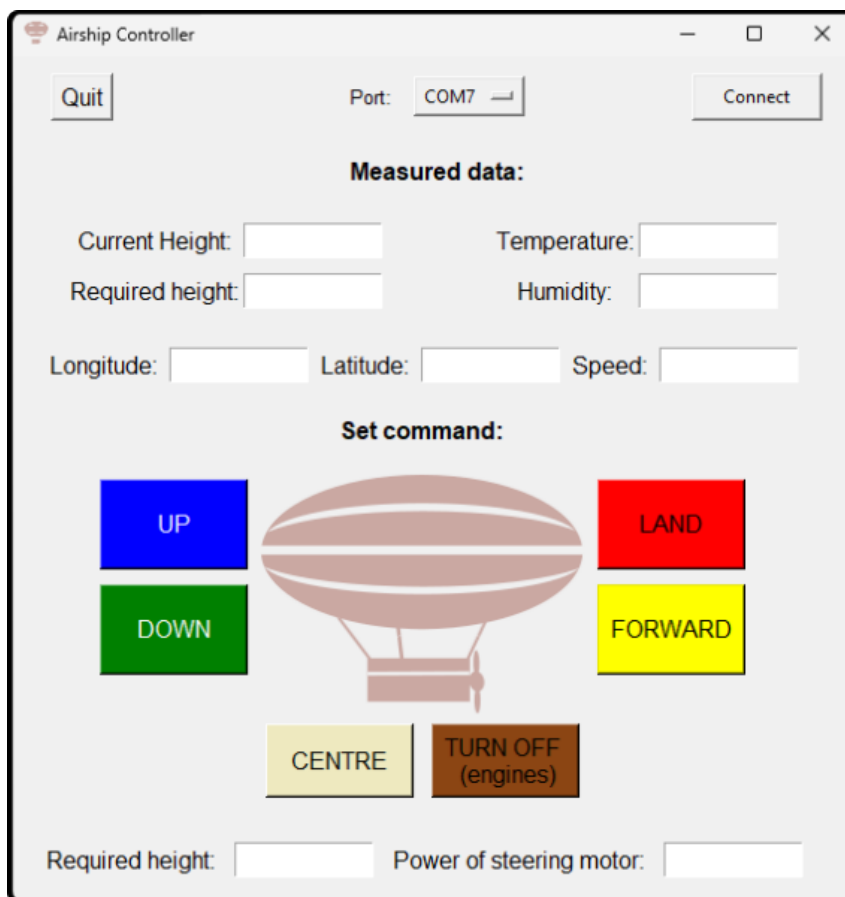 Airship Controller
Quit Port: COM7 Connect
Measured data:
Current Height: Temperature:
Required height: Humidity:
Longitude: Latitude: Speed:
Set command:
UP LAND
DOWN FORWARD
CENTRE TURN OFF
(engines)
Required height: Power of steering motor: